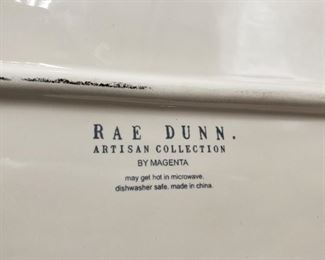 RAE DUNN.
ARTISAN COLLECTION
BY MAGENTA
may get hot in microwave.
dishwasher safe. made in china.